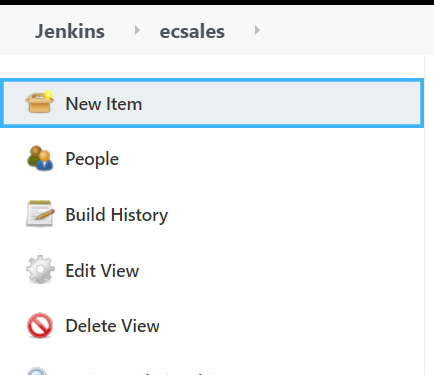 Jenkins ecsales
New Item
People
Build History
Edit View
Delete View